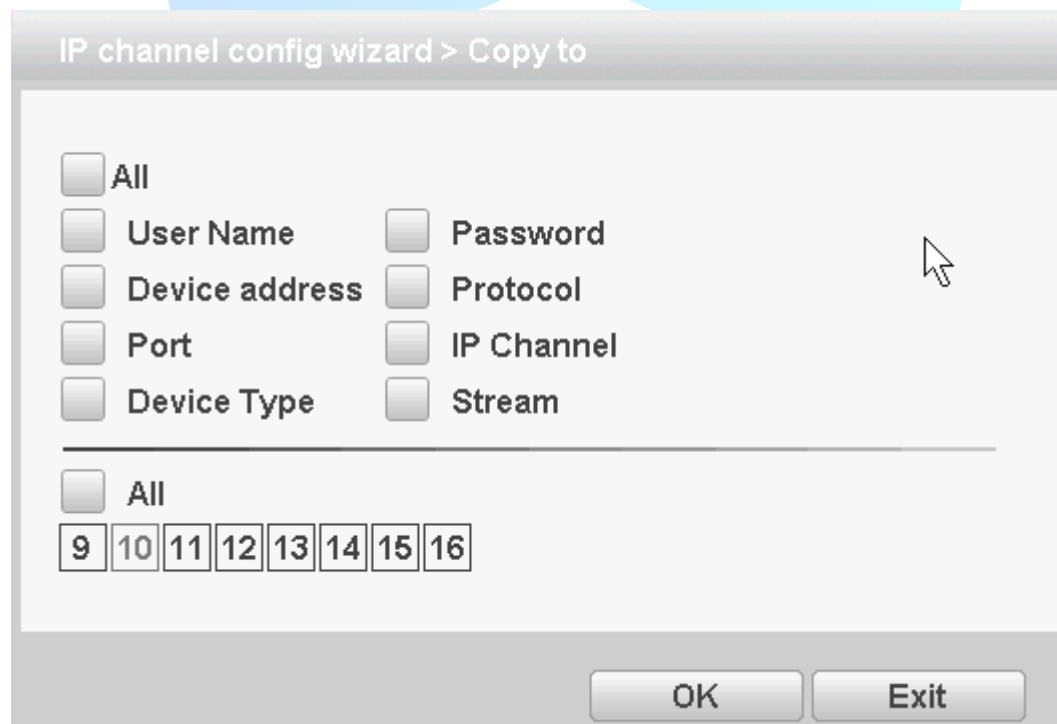 IP channel config wizard > Copy to
All
User Name Password
Device address Protocol
Port IP Channel
Device Type Stream
All
9 10 11 12 13 14 15 16
OK Exit